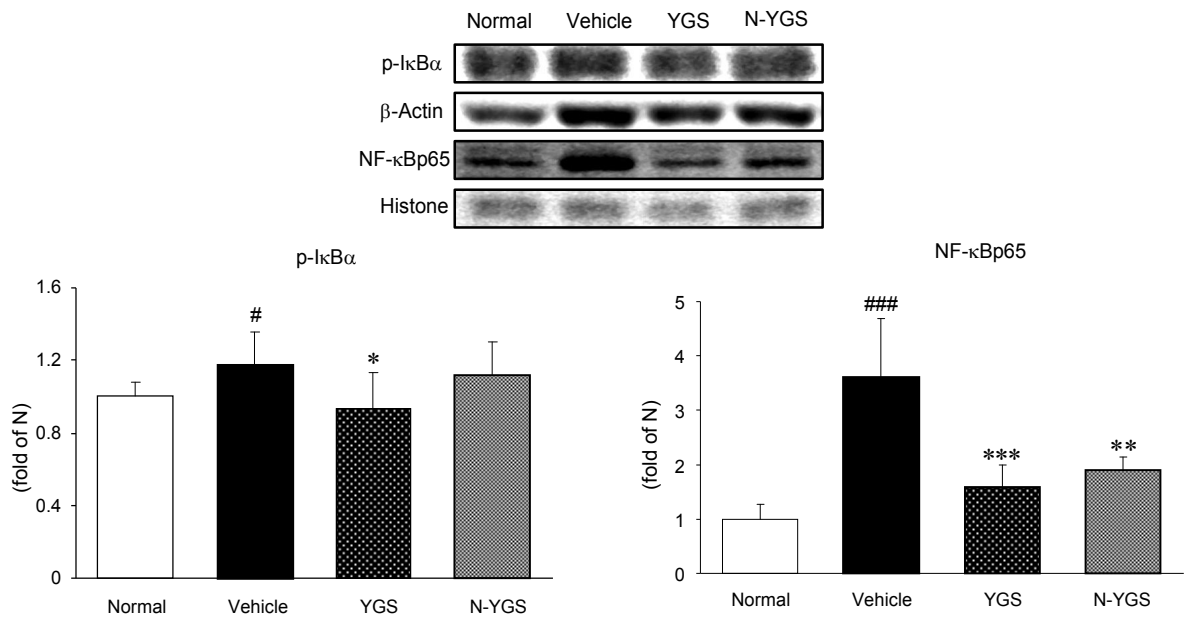 Normal Vehicle YGS N-YGS
p-IκBα
β-Actin
NF-κBp65
Histone
p-IκBα
(fold of N)
1.6
1.2
0.8
0.4
0
#
*
Normal Vehicle YGS N-YGS
NF-κBp65
(fold of N)
5
4
3
2
1
0
###
***
**
Normal Vehicle YGS N-YGS